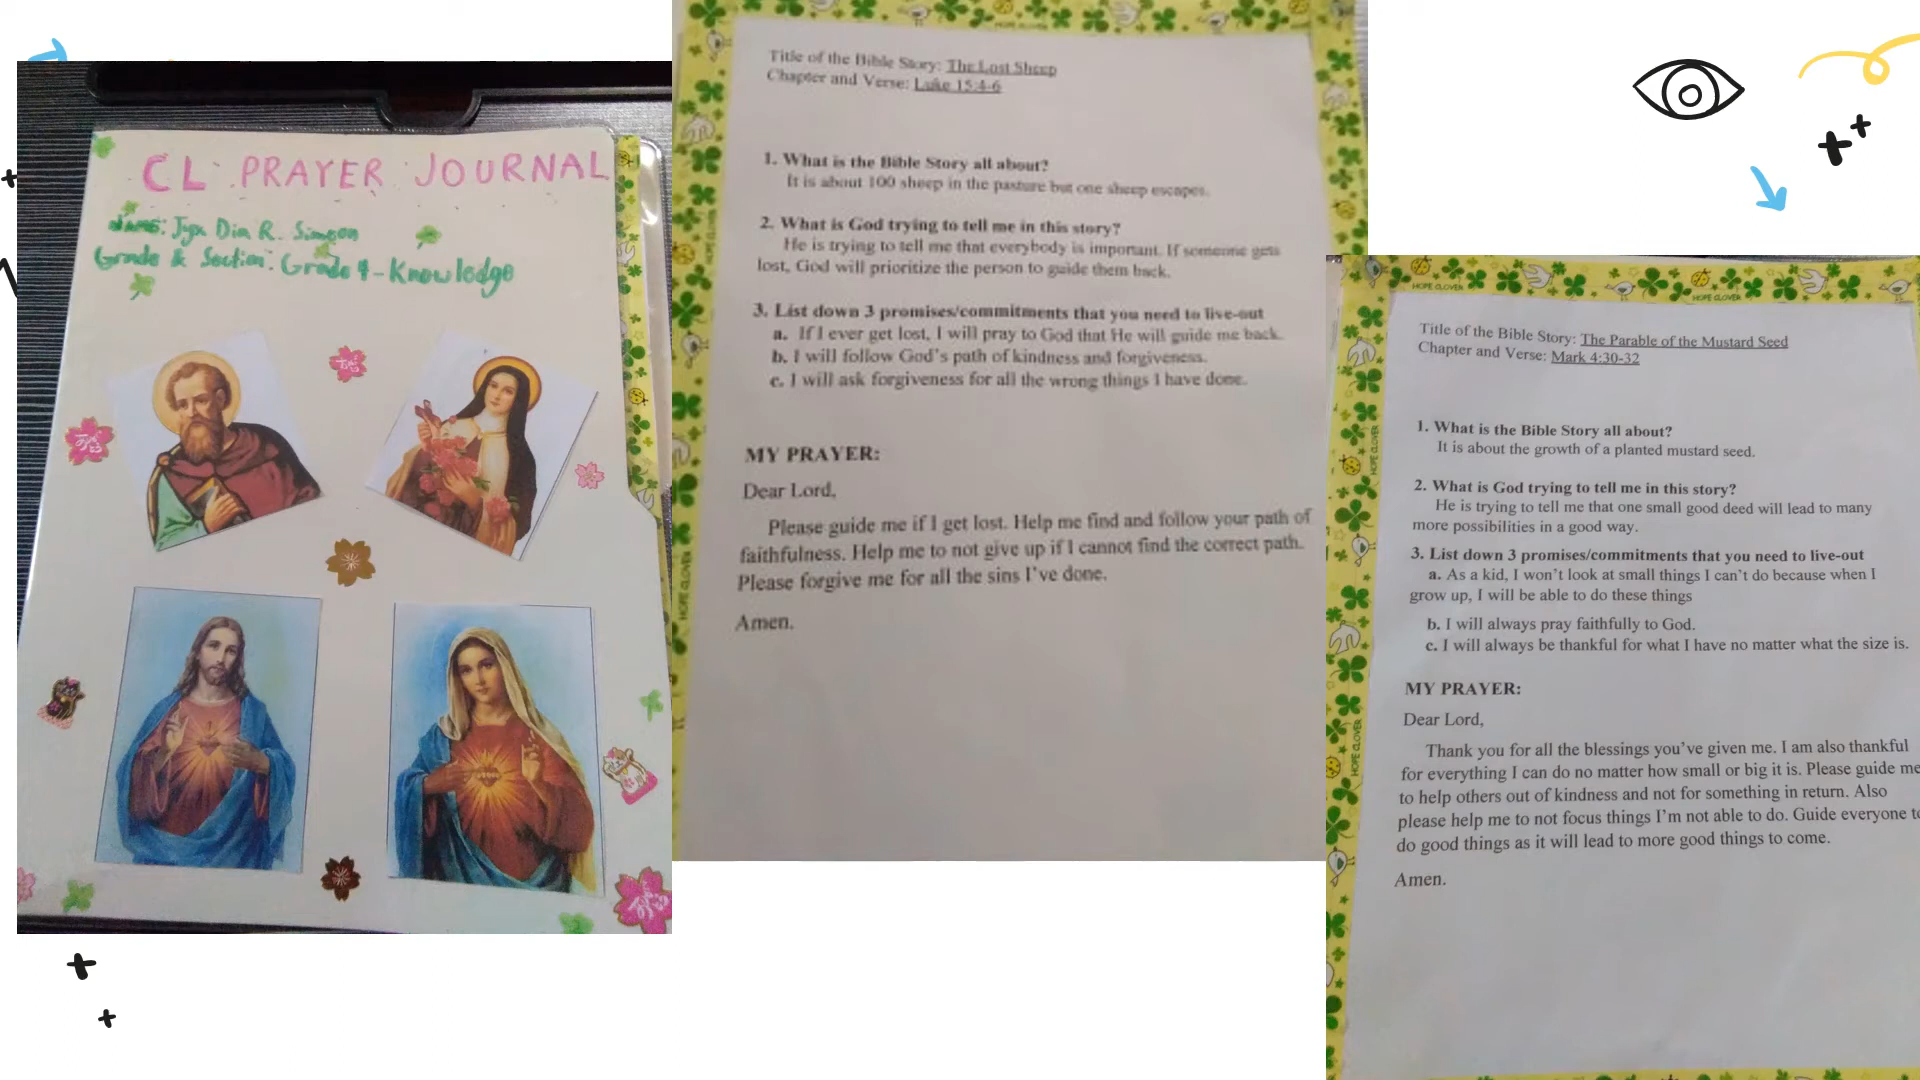 CL PRAYER JOURNAL
Name: Jyx Din R. Simeon
Grade & Section: Grade 9 - Knowledge
Title of the Bible Story: The Lost Sheep
Chapter and Verse: Luke 15:4-6
1. What is the Bible Story all about?
It is about 100 sheep in the pasture but one sheep escapes.
2. What is God trying to tell me in this story?
He is trying to tell me that everybody is important. If someone gets
lost, God will prioritize the person to guide them back.
3. List down 3 promises/commitments that you need to live-out
a. If I ever get lost, I will pray to God that He will guide me back.
b. I will follow God's path of kindness and forgiveness.
c. I will ask forgiveness for all the wrong things I have done.
MY PRAYER:
Dear Lord,
Please guide me if I get lost. Help me find and follow your path of
faithfulness. Help me to not give up if I cannot find the correct path.
Please forgive me for all the sins I've done.
Amen.
HOPE CLOVER
HOPE CLOVER
Title of the Bible Story: The Parable of the Mustard Seed
Chapter and Verse: Mark 4:30-32
1. What is the Bible Story all about?
It is about the growth of a planted mustard seed.
2. What is God trying to tell me in this story?
He is trying to tell me that one small good deed will lead to many
more possibilities in a good way.
3. List down 3 promises/commitments that you need to live-out
a. As a kid, I won't look at small things I can't do because when I
grow up, I will be able to do these things
b. I will always pray faithfully to God.
c. I will always be thankful for what I have no matter what the size is.
MY PRAYER:
Dear Lord,
Thank you for all the blessings you've given me. I am also thankful
for everything I can do no matter how small or big it is. Please guide me
to help others out of kindness and not for something in return. Also
please help me to not focus things I'm not able to do. Guide everyone to
do good things as it will lead to more good things to come.
Amen.
HOPE CLOVER
HOPE CLOVER